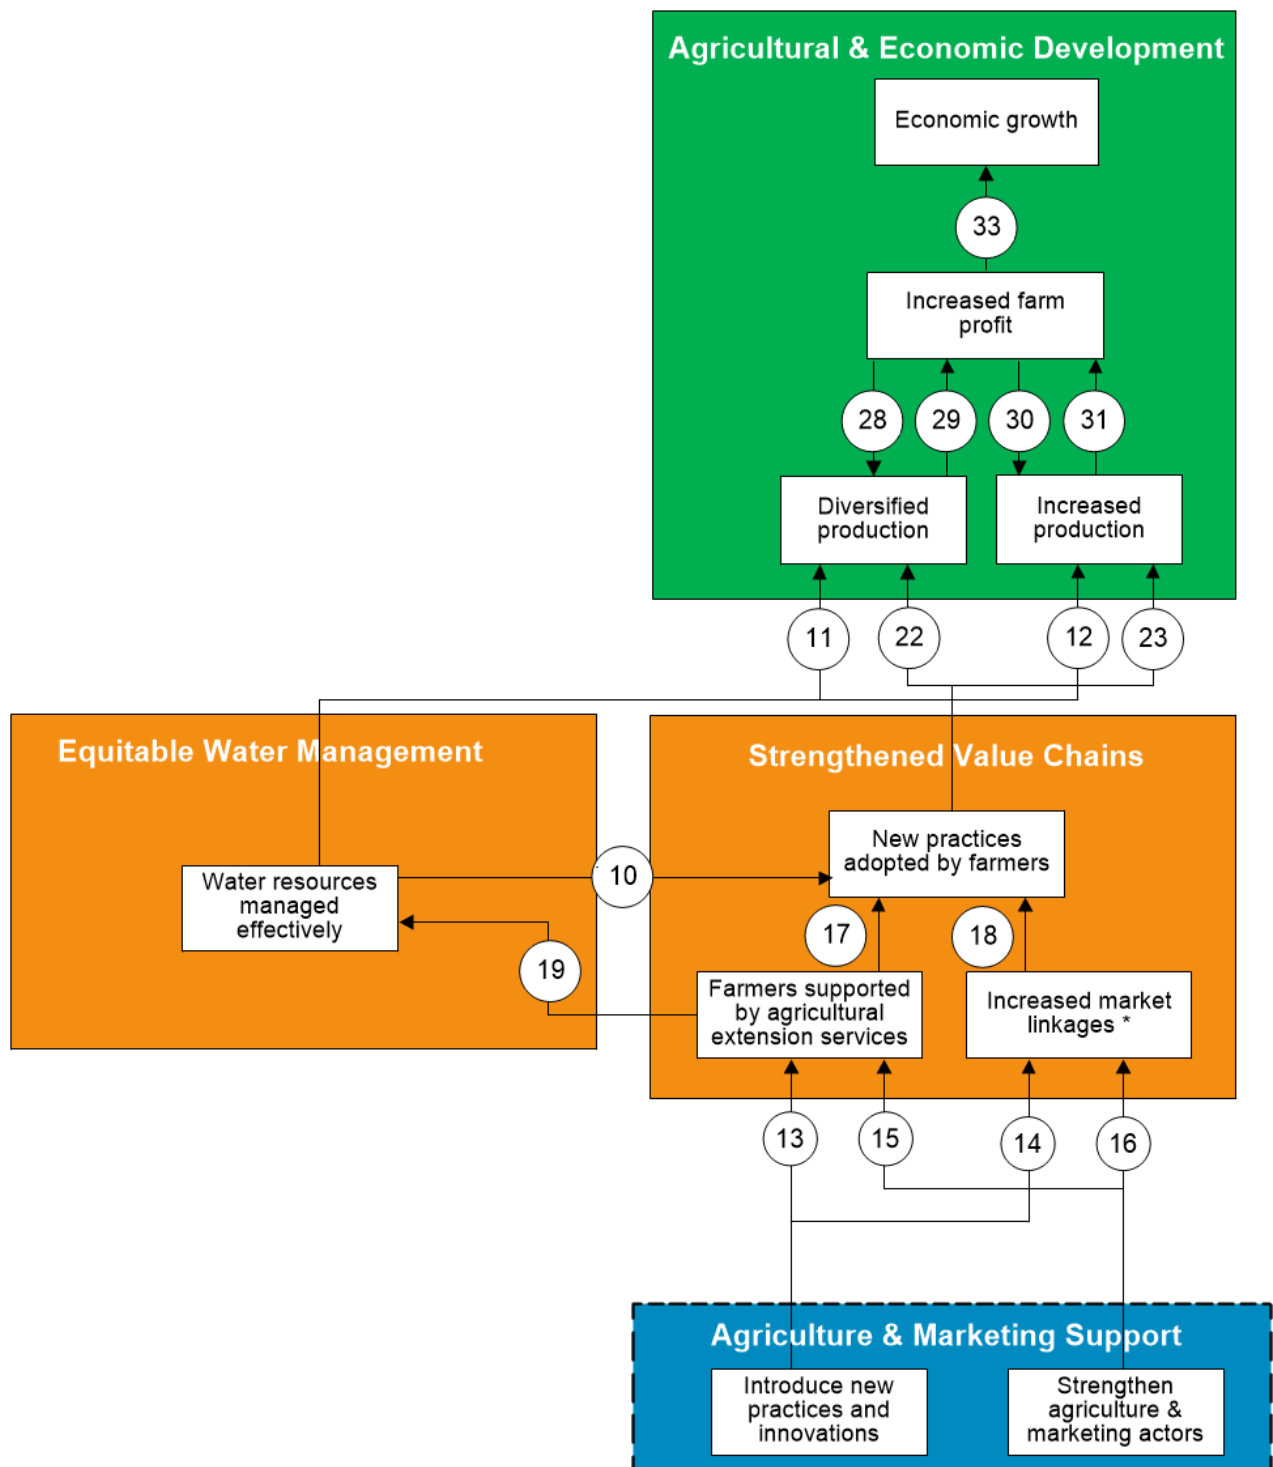 Agricultural & Economic Development
Economic growth
33
Increased farm
profit
28
29
30
31
Diversified
production
Increased
production
11
22
12
23
Equitable Water Management
Strengthened Value Chains
New practices
adopted by farmers
Water resources
managed
effectively
10
17
18
19
Farmers supported
by agricultural
extension services
Increased market
linkages *
13
15
14
16
Agriculture & Marketing Support
Introduce new
practices and
innovations
Strengthen
agriculture &
marketing actors